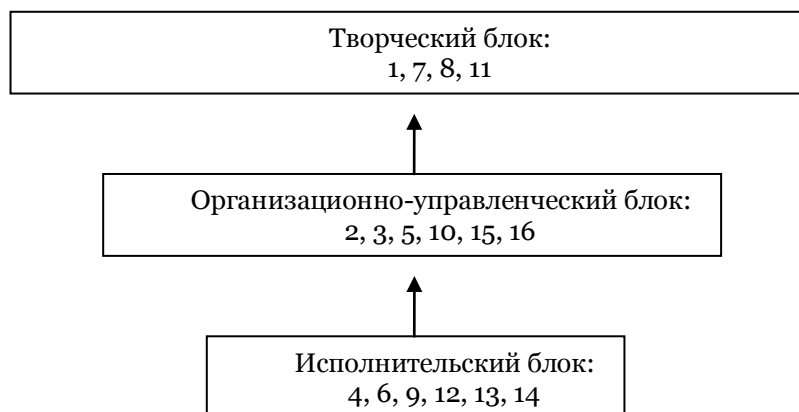 Творческий блок:
1, 7, 8, 11
Организационно-управленческий блок:
2, 3, 5, 10, 15, 16
Исполнительский блок:
4, 6, 9, 12, 13, 14